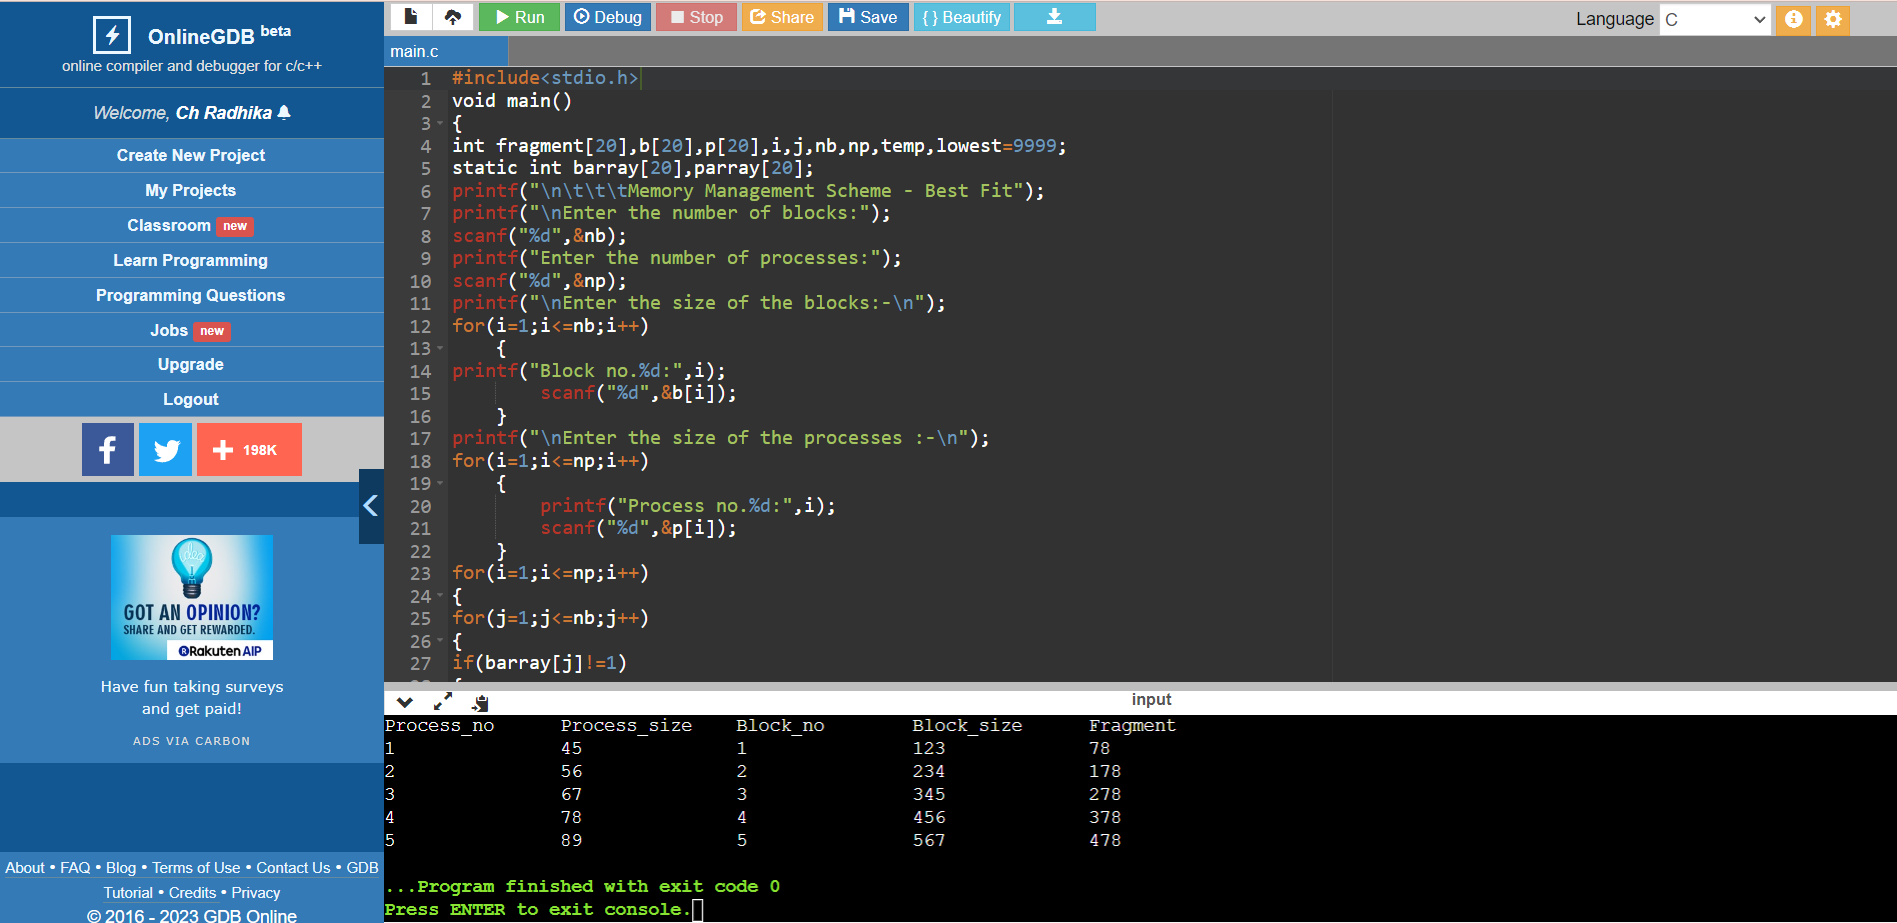 OnlineGDB beta
online compiler and debugger for c/c++
Welcome, Ch Radhika
Create New Project
My Projects
Classroom new
Learn Programming
Programming Questions
Jobs new
Upgrade
Logout
198K
idea
GOT AN OPINION?
SHARE AND GET REWARDED.
Rakuten AIP
Have fun taking surveys
and get paid!
ADS VIA CARBON
About • FAQ • Blog • Terms of Use • Contact Us • GDB
Tutorial • Credits • Privacy
© 2016 - 2023 GDB Online
Run Debug Stop Share Save { } Beautify
Language C
main.c
1 #include<stdio.h>
2 void main()
3 {
4 int fragment[20],b[20],p[20],i,j,nb,np,temp,lowest=9999;
5 static int barray[20],parray[20];
6 printf("\n\t\t\tMemory Management Scheme - Best Fit");
7 printf("\nEnter the number of blocks:");
8 scanf("%d",&nb);
9 printf("Enter the number of processes:");
10 scanf("%d",&np);
11 printf("\nEnter the size of the blocks:-\n");
12 for(i=1;i<=nb;i++)
13 {
14 printf("Block no.%d:",i);
15 scanf("%d",&b[i]);
16 }
17 printf("\nEnter the size of the processes :-\n");
18 for(i=1;i<=np;i++)
19 {
20 printf("Process no.%d:",i);
21 scanf("%d",&p[i]);
22 }
23 for(i=1;i<=np;i++)
24 {
25 for(j=1;j<=nb;j++)
26 {
27 if(barray[j]!=1)
input
Process_no Process_size Block_no Block_size Fragment
1 45 1 123 78
2 56 2 234 178
3 67 3 345 278
4 78 4 456 378
5 89 5 567 478
...Program finished with exit code 0
Press ENTER to exit console.